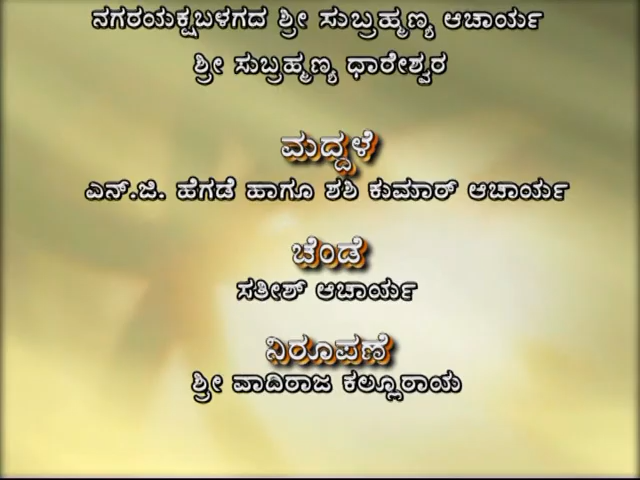 ನಗರಯಕ್ಷಬಳಗದ ಶ್ರೀ ಸುಬ್ರಹ್ಮಣ್ಯ ಆಚಾರ್ಯ
ಶ್ರೀ ಸುಬ್ರಹ್ಮಣ್ಯ ಧಾರೇಶ್ವರ
ಮದ್ದಳೆ
ಎನ್.ಜಿ. ಹೆಗಡೆ ಹಾಗೂ ಶಶಿ ಕುಮಾರ್ ಆಚಾರ್ಯ
ಚೆಂಡೆ
ಸತೀಶ್ ಆಚಾರ್ಯ
ನಿರೂಪಣೆ
ಶ್ರೀ ವಾದಿರಾಜ ಕಲ್ಲೂರಾಯ